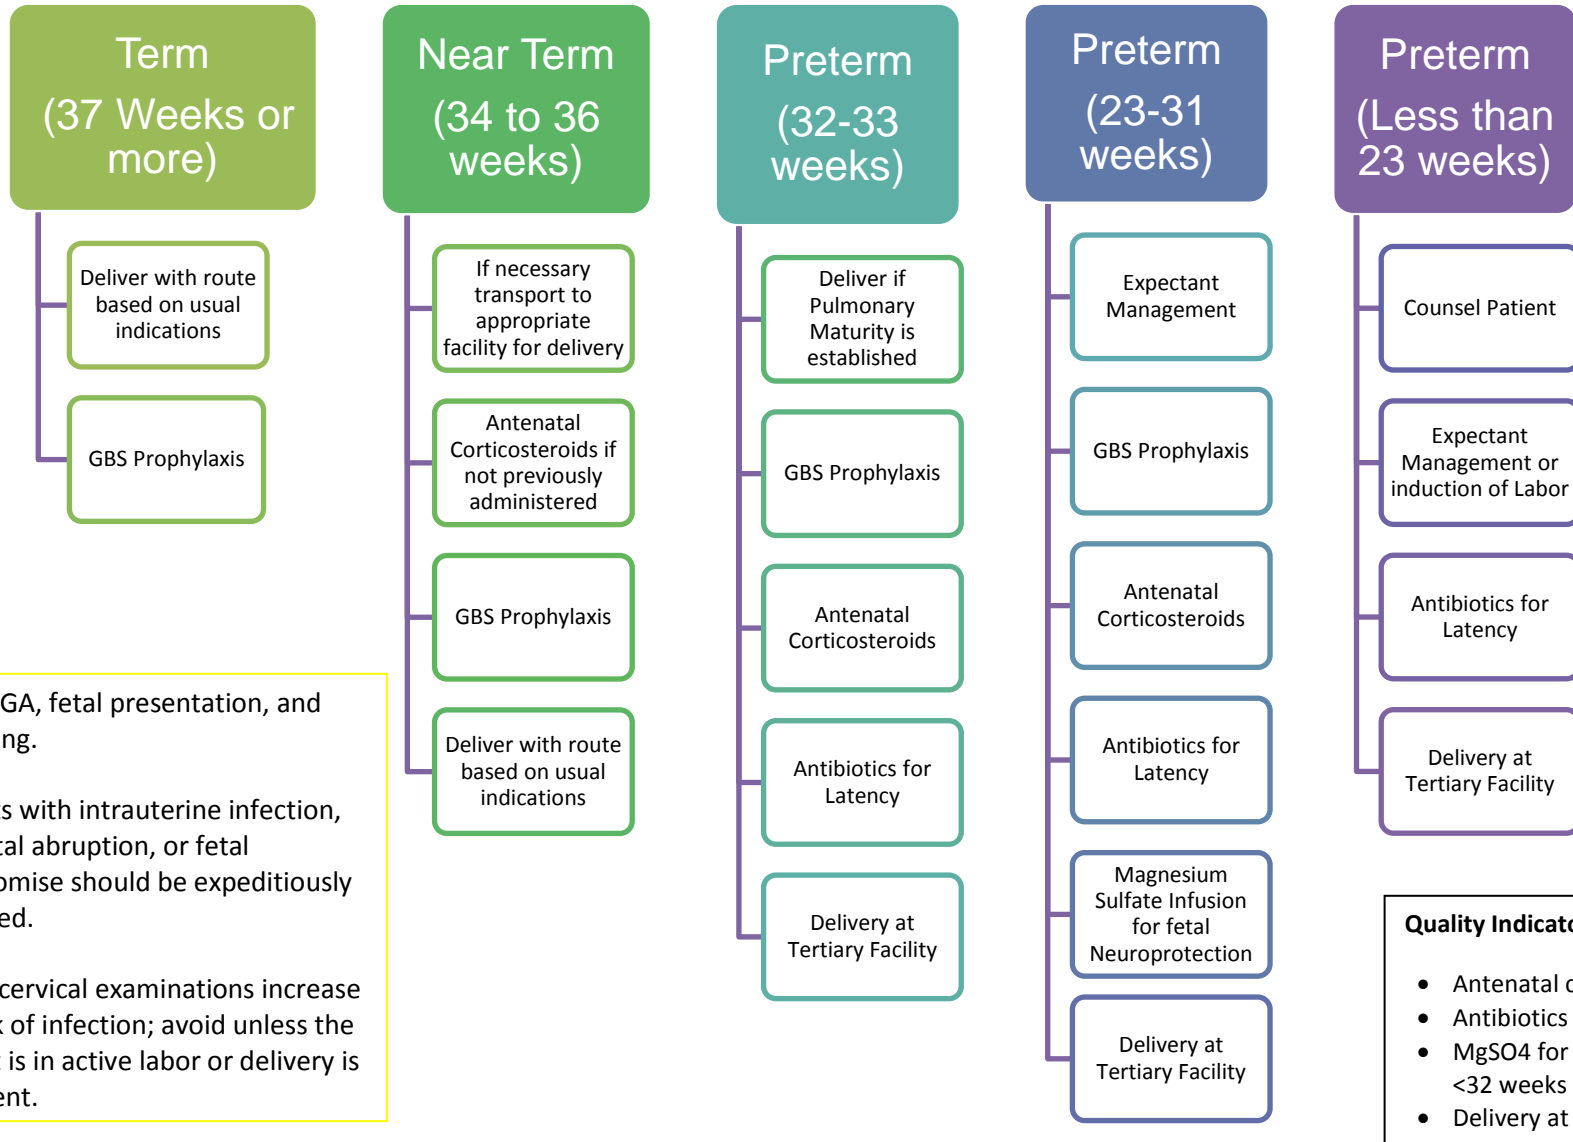 Term
(37 Weeks or
more)
Deliver with route
based on usual
indications
GBS Prophylaxis
Near Term
(34 to 36
weeks)
If necessary
transport to
appropriate
facility for delivery
Antenatal
Corticosteroids if
not previously
administered
GBS Prophylaxis
Deliver with route
based on usual
indications
Preterm
(32-33
weeks)
Deliver if
Pulmonary
Maturity is
established
GBS Prophylaxis
Antenatal
Corticosteroids
Antibiotics for
Latency
Delivery at
Tertiary Facility
Preterm
(23-31
weeks)
Expectant
Management
GBS Prophylaxis
Antenatal
Corticosteroids
Antibiotics for
Latency
Magnesium
Sulfate Infusion
for fetal
Neuroprotection
Delivery at
Tertiary Facility
Preterm
(Less than
23 weeks)
Counsel Patient
Expectant
Management or
induction of Labor
Antibiotics for
Latency
Delivery at
Tertiary Facility
GA, fetal presentation, and
with intrauterine infection,
abruption, or fetal
should be expeditiously
cervical examinations increase
of infection; avoid unless the
is in active labor or delivery is
Quality
• Antenatal
• Antibiotics
• MgSO4 for
<32 weeks
• Delivery at